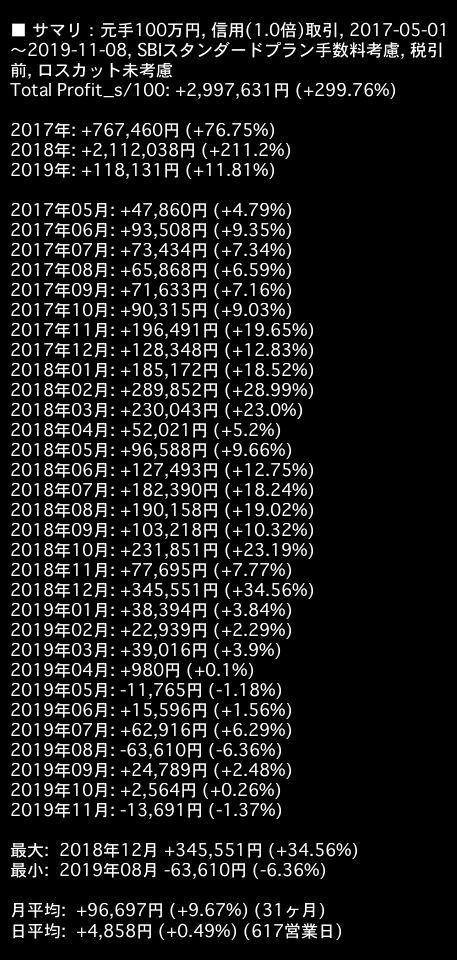 ■ サマリ : 元手100万円, 信用(1.0倍)取引, 2017-05-01
〜2019-11-08, SBIスタンダードプラン手数料考慮, 税引
前, ロスカット未考慮
Total Profit_s/100: +2,997,631円 (+299.76%)
2017年: +767,460円 (+76.75%)
2018年: +2,112,038円 (+211.2%)
2019年: +118,131円 (+11.81%)
2017年05月: +47,860円 (+4.79%)
2017年06月: +93,508円 (+9.35%)
2017年07月: +73,434円 (+7.34%)
2017年08月: +65,868円 (+6.59%)
2017年09月: +71,633円 (+7.16%)
2017年10月: +90,315円 (+9.03%)
2017年11月: +196,491円 (+19.65%)
2017年12月: +128,348円 (+12.83%)
2018年01月: +185,172円 (+18.52%)
2018年02月: +289,852円 (+28.99%)
2018年03月: +230,043円 (+23.0%)
2018年04月: +52,021円 (+5.2%)
2018年05月: +96,588円 (+9.66%)
2018年06月: +127,493円 (+12.75%)
2018年07月: +182,390円 (+18.24%)
2018年08月: +190,158円 (+19.02%)
2018年09月: +103,218円 (+10.32%)
2018年10月: +231,851円 (+23.19%)
2018年11月: +77,695円 (+7.77%)
2018年12月: +345,551円 (+34.56%)
2019年01月: +38,394円 (+3.84%)
2019年02月: +22,939円 (+2.29%)
2019年03月: +39,016円 (+3.9%)
2019年04月: +980円 (+0.1%)
2019年05月: -11,765円 (-1.18%)
2019年06月: +15,596円 (+1.56%)
2019年07月: +62,916円 (+6.29%)
2019年08月: -63,610円 (-6.36%)
2019年09月: +24,789円 (+2.48%)
2019年10月: +2,564円 (+0.26%)
2019年11月: -13,691円 (-1.37%)
最大: 2018年12月 +345,551円 (+34.56%)
最小: 2019年08月 -63,610円 (-6.36%)
月平均: +96,697円 (+9.67%) (31ヶ月)
日平均: +4,858円 (+0.49%) (617営業日)